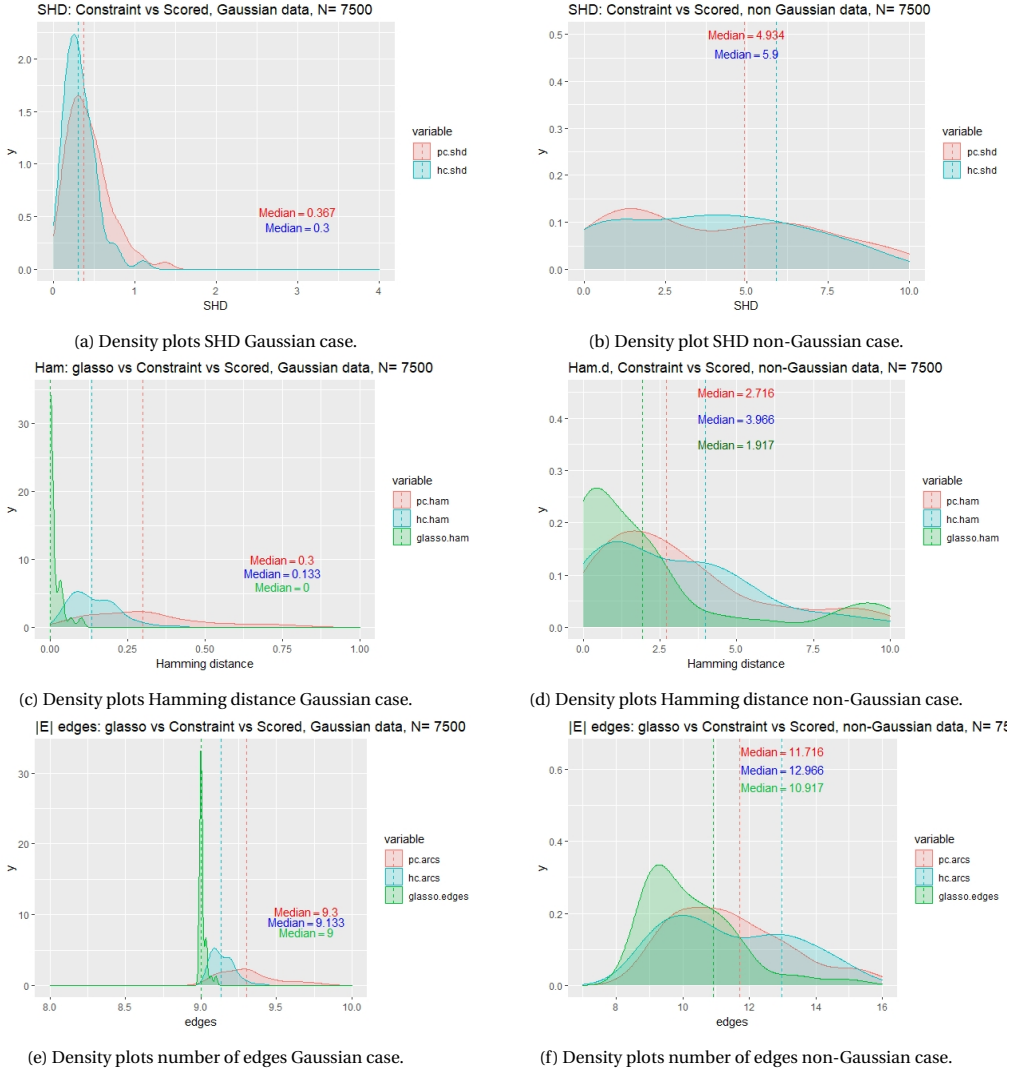 SHD: Constraint vs Scored, Gaussian data, N= 7500
y
2.0
1.5
1.0
0.5
0.0
Median = 0.367
Median = 0.3
0 1 2 3 4
SHD
variable
pc.shd
hc.shd
(a) Density plots SHD Gaussian case.
SHD: Constraint vs Scored, non Gaussian data, N= 7500
y
0.5
0.4
0.3
0.2
0.1
0.0
Median = 4.934
Median = 5.9
0.0 2.5 5.0 7.5 10.0
SHD
variable
pc.shd
hc.shd
(b) Density plot SHD non-Gaussian case.
Ham: glasso vs Constraint vs Scored, Gaussian data, N= 7500
y
30
20
10
0
Median = 0.3
Median = 0.133
Median = 0
0.00 0.25 0.50 0.75 1.00
Hamming distance
variable
pc.ham
hc.ham
glasso.ham
(c) Density plots Hamming distance Gaussian case.
Ham.d, Constraint vs Scored, non-Gaussian data, N= 7500
y
0.4
0.3
0.2
0.1
0.0
Median = 2.716
Median = 3.966
Median = 1.917
0.0 2.5 5.0 7.5 10.0
Hamming distance
variable
pc.ham
hc.ham
glasso.ham
(d) Density plots Hamming distance non-Gaussian case.
|E| edges: glasso vs Constraint vs Scored, Gaussian data, N= 7500
y
30
20
10
0
Median = 9.3
Median = 9.133
Median = 9
8.0 8.5 9.0 9.5 10.0
edges
variable
pc.arcs
hc.arcs
glasso.edges
(e) Density plots number of edges Gaussian case.
|E| edges: glasso vs Constraint vs Scored, non-Gaussian data, N= 75
y
0.6
0.4
0.2
0.0
Median = 11.716
Median = 12.966
Median = 10.917
8 10 12 14 16
edges
variable
pc.arcs
hc.arcs
glasso.edges
(f) Density plots number of edges non-Gaussian case.